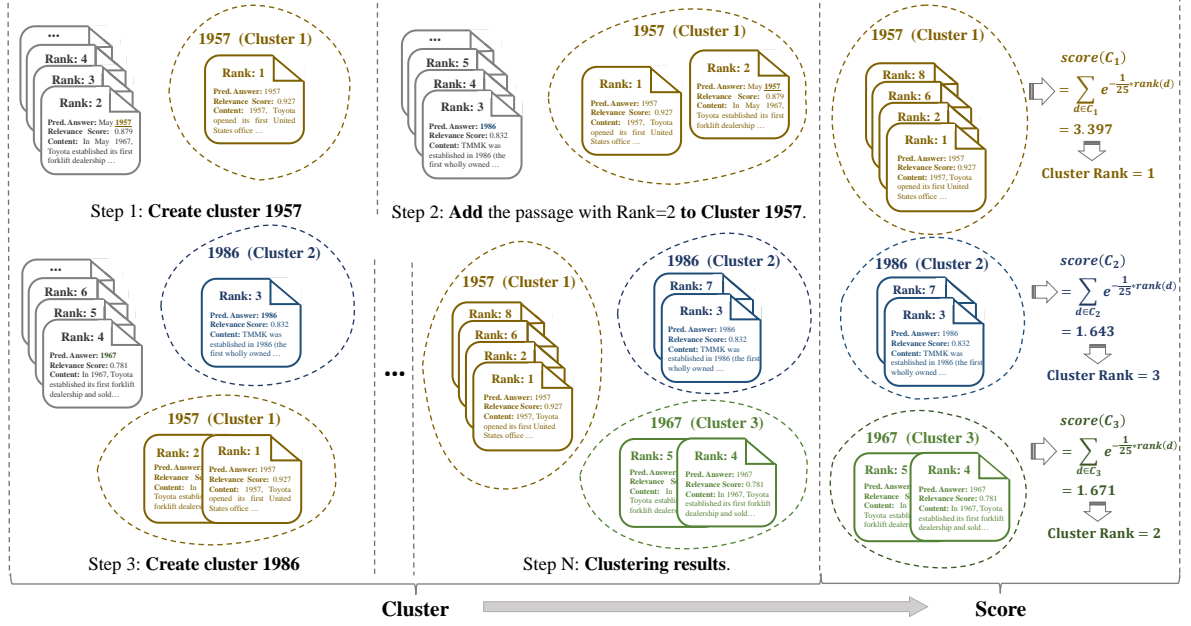 ...
Rank: 4
Rank: 3
Rank: 2
Pred. Answer: May 1957
Relevance Score: 0.879
Content: In May 1967,
Toyota established its first
forklift dealership …
1957 (Cluster 1)
Rank: 1
Pred. Answer: 1957
Relevance Score: 0.927
Content: 1957, Toyota
opened its first United
States office …
Step 1: Create cluster 1957
...
Rank: 5
Rank: 4
Rank: 3
Pred. Answer: 1986
Relevance Score: 0.832
Content: TMMK was
established in 1986 (the
first wholly owned …
1957 (Cluster 1)
Rank: 1
Pred. Answer: 1957
Relevance Score: 0.927
Content: 1957, Toyota
opened its first United
States office …
Rank: 2
Pred. Answer: May 1957
Relevance Score: 0.879
Content: In May 1967,
Toyota established its first
forklift dealership …
Step 2: Add the passage with Rank=2 to Cluster 1957.
1957 (Cluster 1)
Rank: 8
Rank: 6
Rank: 2
Rank: 1
Pred. Answer: 1957
Relevance Score: 0.927
Content: 1957, Toyota
opened its first United
States office …
score(C₁)
= ∑ d∈C₁ e^(-1/25*rank(d))
= 3.397
Cluster Rank = 1
...
Rank: 6
Rank: 5
Rank: 4
Pred. Answer: 1967
Relevance Score: 0.781
Content: In 1967, Toyota
established its first forklift
dealership and sold…
1986 (Cluster 2)
Rank: 3
Pred. Answer: 1986
Relevance Score: 0.832
Content: TMMK was
established in 1986 (the
first wholly owned …
1957 (Cluster 1)
Rank: 2
Pred. Ans
Relevance Sc
Content: In
Toyota establis
forklift dealers
Rank: 1
Pred. Answer: 1957
Relevance Score: 0.927
Content: 1957, Toyota
opened its first United
States office …
Step 3: Create cluster 1986
...
1957 (Cluster 1)
Rank: 8
Rank: 6
Rank: 2
Rank: 1
Pred. Answer: 1957
Relevance Score: 0.927
Content: 1957, Toyota
opened its first United
States office …
1986 (Cluster 2)
Rank: 7
Rank: 3
Pred. Answer: 1986
Relevance Score: 0.832
Content: TMMK was
established in 1986 (the
first wholly owned …
1967 (Cluster 3)
Rank: 5
Rank: 4
Pred. Answer: 1967
Relevance Score: 0.781
Content: In 1967, Toyota
established its first forklift
dealership and sold…
Step N: Clustering results.
1986 (Cluster 2)
Rank: 7
Rank: 3
Pred. Answer: 1986
Relevance Score: 0.832
Content: TMMK was
established in 1986 (the
first wholly owned …
score(C₂)
= ∑ d∈C₂ e^(-1/25*rank(d))
= 1.643
Cluster Rank = 3
1967 (Cluster 3)
Rank: 5
Rank: 4
Pred. Answer: 1967
Relevance Score: 0.781
Content: In 1967, Toyota
established its first forklift
dealership and sold…
score(C₃)
= ∑ d∈C₃ e^(-1/25*rank(d))
= 1.671
Cluster Rank = 2
Cluster
Score